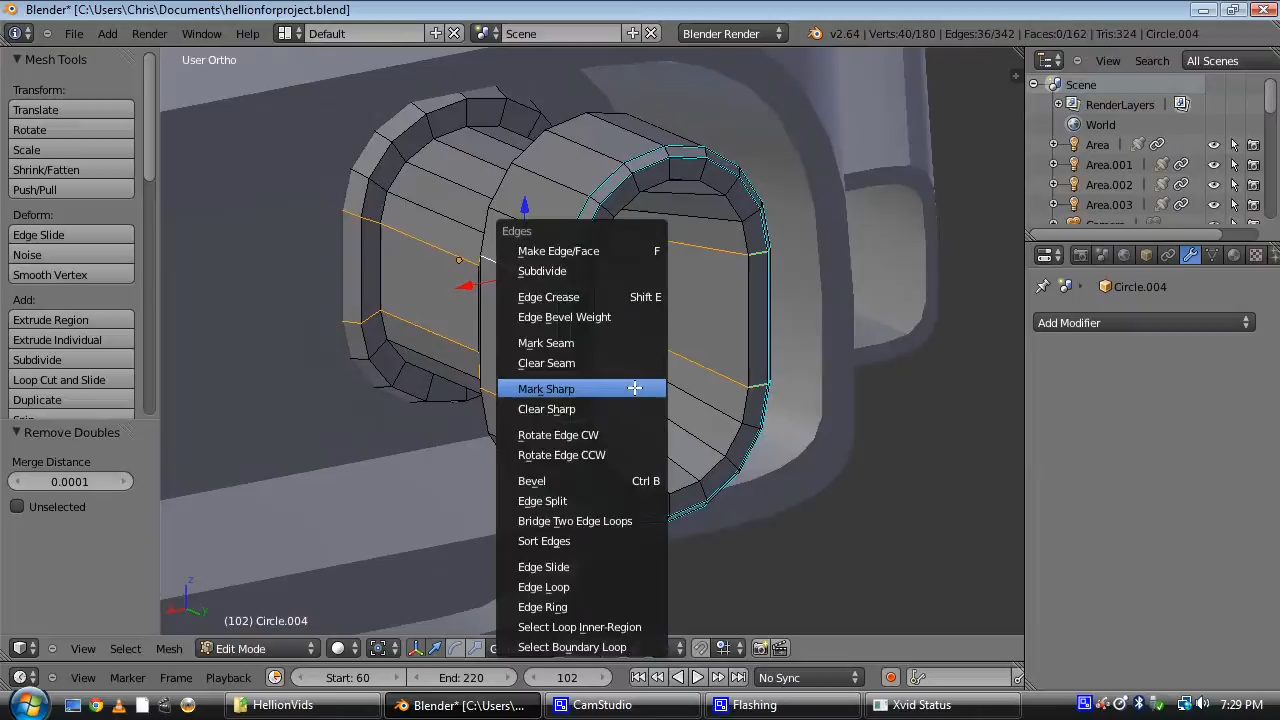 Blender* [C:\Users\Chris\Documents\hellionforproject.blend]
File Add Render Window Help
Default
Scene
Blender Render
v2.64 | Verts:40/180 | Edges:36/342 | Faces:0/162 | Tris:324 | Circle.004
View Search All Scenes
Mesh Tools
Transform:
Translate
Rotate
Scale
Shrink/Fatten
Push/Pull
Deform:
Edge Slide
Noise
Smooth Vertex
Add:
Extrude Region
Extrude Individual
Subdivide
Loop Cut and Slide
Duplicate
Remove Doubles
Merge Distance
0.0001
Unselected
User Ortho
Edges
Make Edge/Face F
Subdivide
Edge Crease Shift E
Edge Bevel Weight
Mark Seam
Clear Seam
Mark Sharp
Clear Sharp
Rotate Edge CW
Rotate Edge CCW
Bevel Ctrl B
Edge Split
Bridge Two Edge Loops
Sort Edges
Edge Slide
Edge Loop
Edge Ring
Select Loop Inner-Region
Select Boundary Loop
z
y
(102) Circle.004
Scene
RenderLayers
World
Area
Area.001
Area.002
Area.003
Circle.004
Add Modifier
View Select Mesh Edit Mode
View Marker Frame Playback Start: 60 End: 220 102 No Sync
HellionVids
Blender* [C:\Users\...
CamStudio
Flashing
Xvid Status
7:29 PM